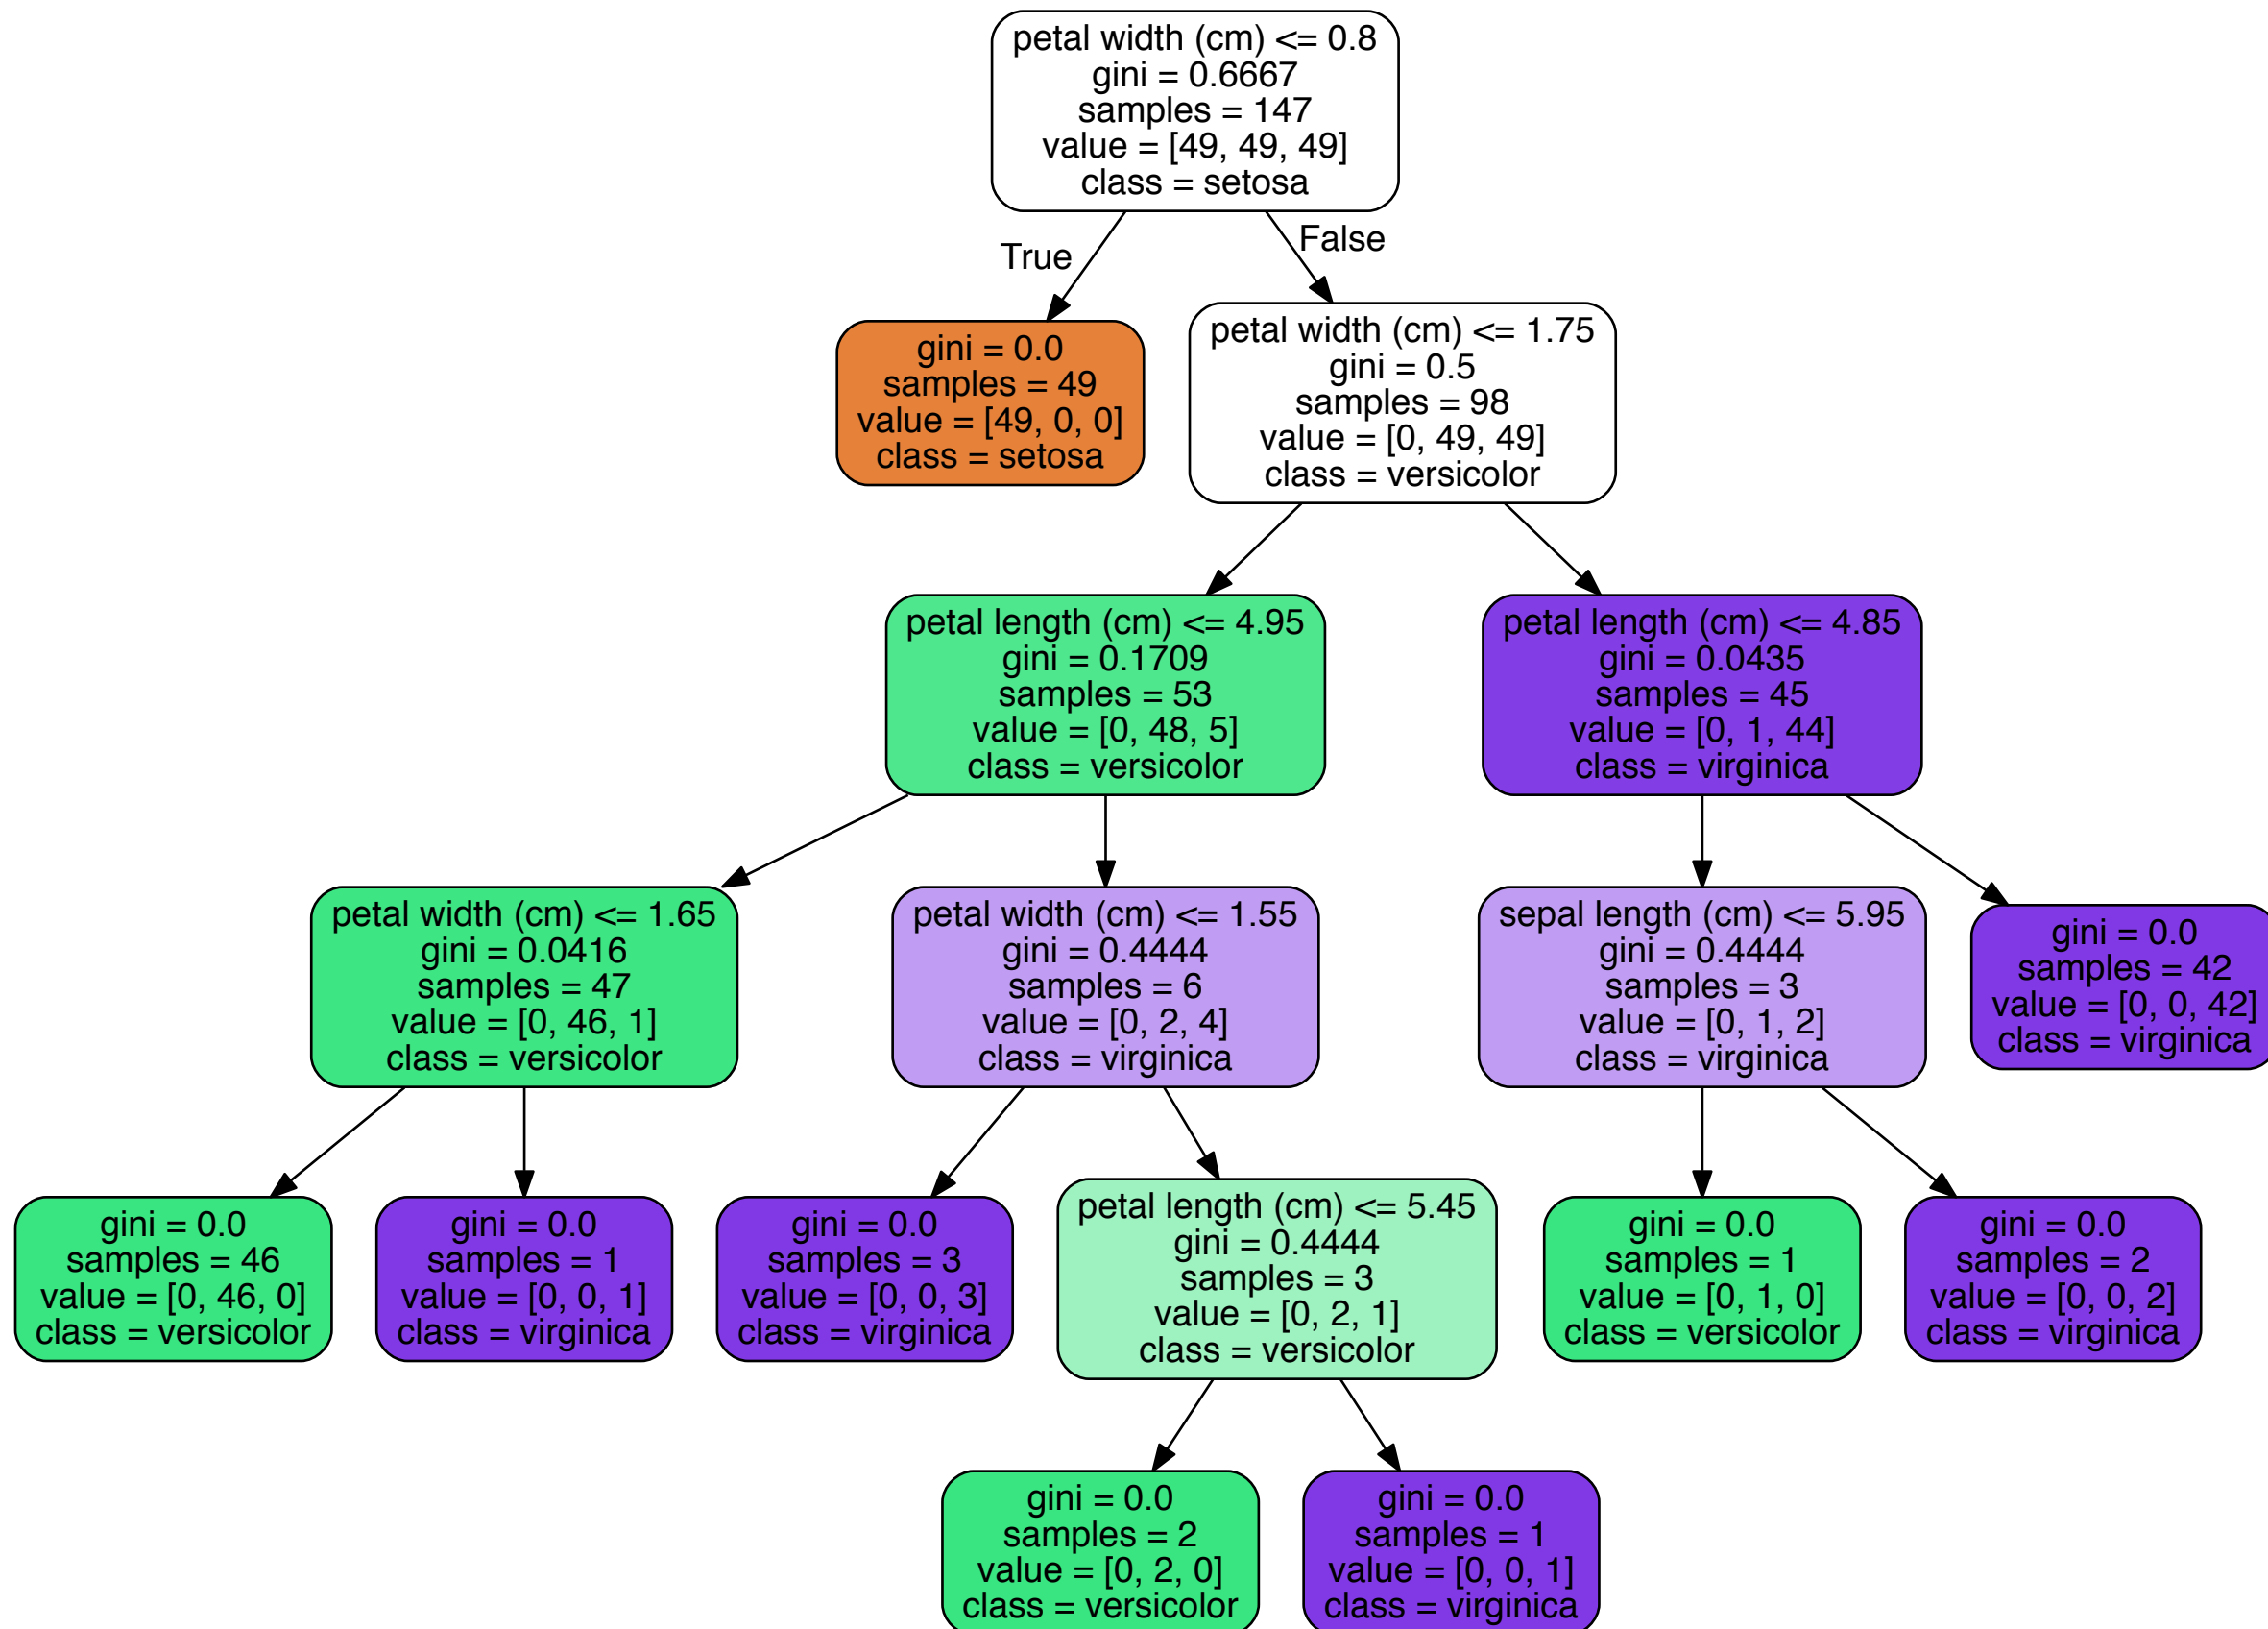 petal width (cm) <= 0.8
gini = 0.6667
samples = 147
value = [49, 49, 49]
class = setosa
True
False
gini = 0.0
samples = 49
value = [49, 0, 0]
class = setosa
petal width (cm) <= 1.75
gini = 0.5
samples = 98
value = [0, 49, 49]
class = versicolor
petal length (cm) <= 4.95
gini = 0.1709
samples = 53
value = [0, 48, 5]
class = versicolor
petal length (cm) <= 4.85
gini = 0.0435
samples = 45
value = [0, 1, 44]
class = virginica
petal width (cm) <= 1.65
gini = 0.0416
samples = 47
value = [0, 46, 1]
class = versicolor
petal width (cm) <= 1.55
gini = 0.4444
samples = 6
value = [0, 2, 4]
class = virginica
sepal length (cm) <= 5.95
gini = 0.4444
samples = 3
value = [0, 1, 2]
class = virginica
gini = 0.0
samples = 42
value = [0, 0, 42]
class = virginica
gini = 0.0
samples = 46
value = [0, 46, 0]
class = versicolor
gini = 0.0
samples = 1
value = [0, 0, 1]
class = virginica
gini = 0.0
samples = 3
value = [0, 0, 3]
class = virginica
petal length (cm) <= 5.45
gini = 0.4444
samples = 3
value = [0, 2, 1]
class = versicolor
gini = 0.0
samples = 1
value = [0, 1, 0]
class = versicolor
gini = 0.0
samples = 2
value = [0, 0, 2]
class = virginica
gini = 0.0
samples = 2
value = [0, 2, 0]
class = versicolor
gini = 0.0
samples = 1
value = [0, 0, 1]
class = virginica